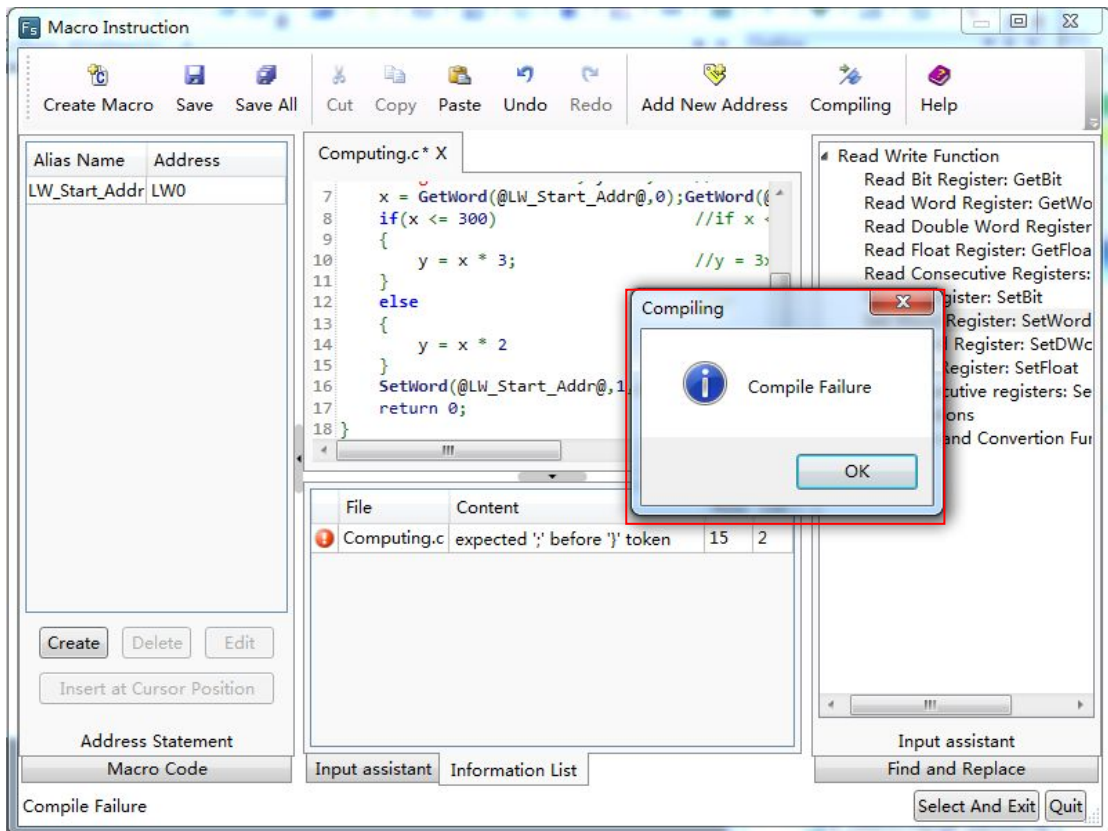 Fs Macro Instruction
Create Macro Save Save All Cut Copy Paste Undo Redo Add New Address Compiling Help
Alias Name Address
LW_Start_Addr LW0
Create Delete Edit
Insert at Cursor Position
Address Statement
Macro Code
Computing.c* X
7 x = GetWord(@LW_Start_Addr@,0);GetWord(@
8 if(x <= 300) //if x <
9 {
10 y = x * 3; //y = 3x
11 }
12 else
13 {
14 y = x * 2
15 }
16 SetWord(@LW_Start_Addr@,1,
17 return 0;
18 }
File Content
Computing.c expected ';' before '}' token 15 2
Input assistant Information List
Compiling
Compile Failure
OK
Read Write Function
Read Bit Register: GetBit
Read Word Register: GetWo
Read Double Word Register
Read Float Register: GetFloa
Read Consecutive Registers:
gister: SetBit
Register: SetWord
Register: SetDWo
Register: SetFloat
cutive registers: Se
ons
and Convertion Fun
Input assistant
Find and Replace
Compile Failure
Select And Exit Quit